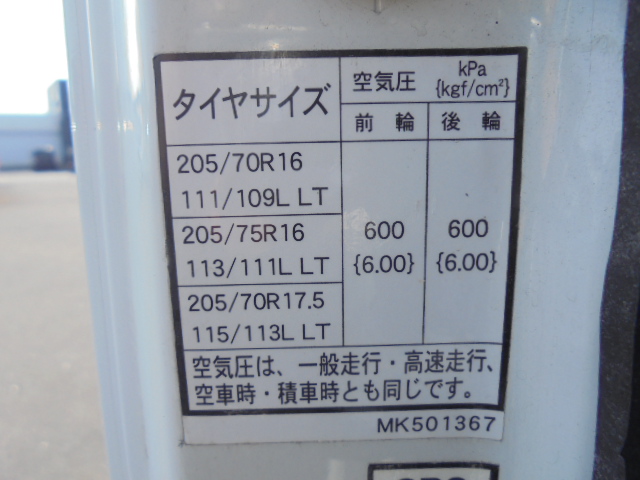 タイヤサイズ
空気圧 kPa
{kgf/cm²}
前輪 後輪
205/70R16
111/109L LT
205/75R16 600 600
113/111L LT {6.00} {6.00}
205/70R17.5
115/113L LT
空気圧は、一般走行・高速走行、
空車時・積車時とも同じです。
MK501367